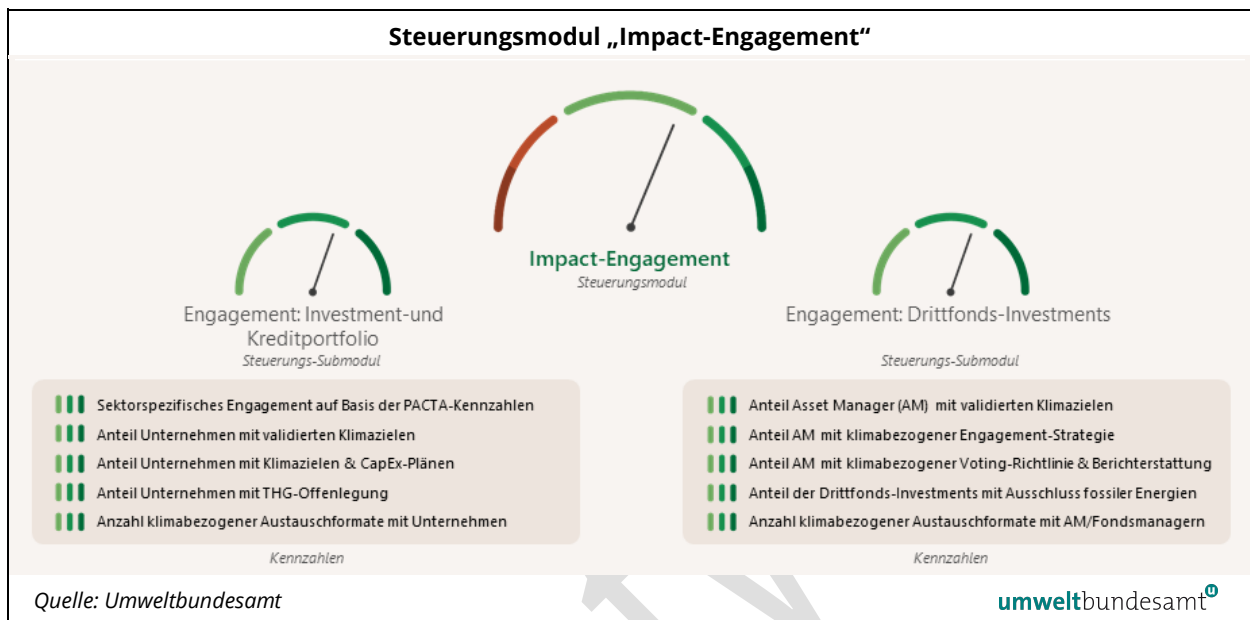 Steuerungsmodul „Impact-Engagement“
Impact-Engagement
Steuerungsmodul
Engagement: Investment-und
Kreditportfolio
Steuerungs-Submodul
Sektorspezifisches Engagement auf Basis der PACTA-Kennzahlen
Anteil Unternehmen mit validierten Klimazielen
Anteil Unternehmen mit Klimazielen & CapEx-Plänen
Anteil Unternehmen mit THG-Offenlegung
Anzahl klimabezogener Austauschformate mit Unternehmen
Kennzahlen
Engagement: Drittfonds-Investments
Steuerungs-Submodul
Anteil Asset Manager (AM) mit validierten Klimazielen
Anteil AM mit klimabezogener Engagement-Strategie
Anteil AM mit klimabezogener Voting-Richtlinie & Berichterstattung
Anteil der Drittfonds-Investments mit Ausschluss fossiler Energien
Anzahl klimabezogener Austauschformate mit AM/Fondsmanagern
Kennzahlen
Quelle: Umweltbundesamt
umweltbundesamt u